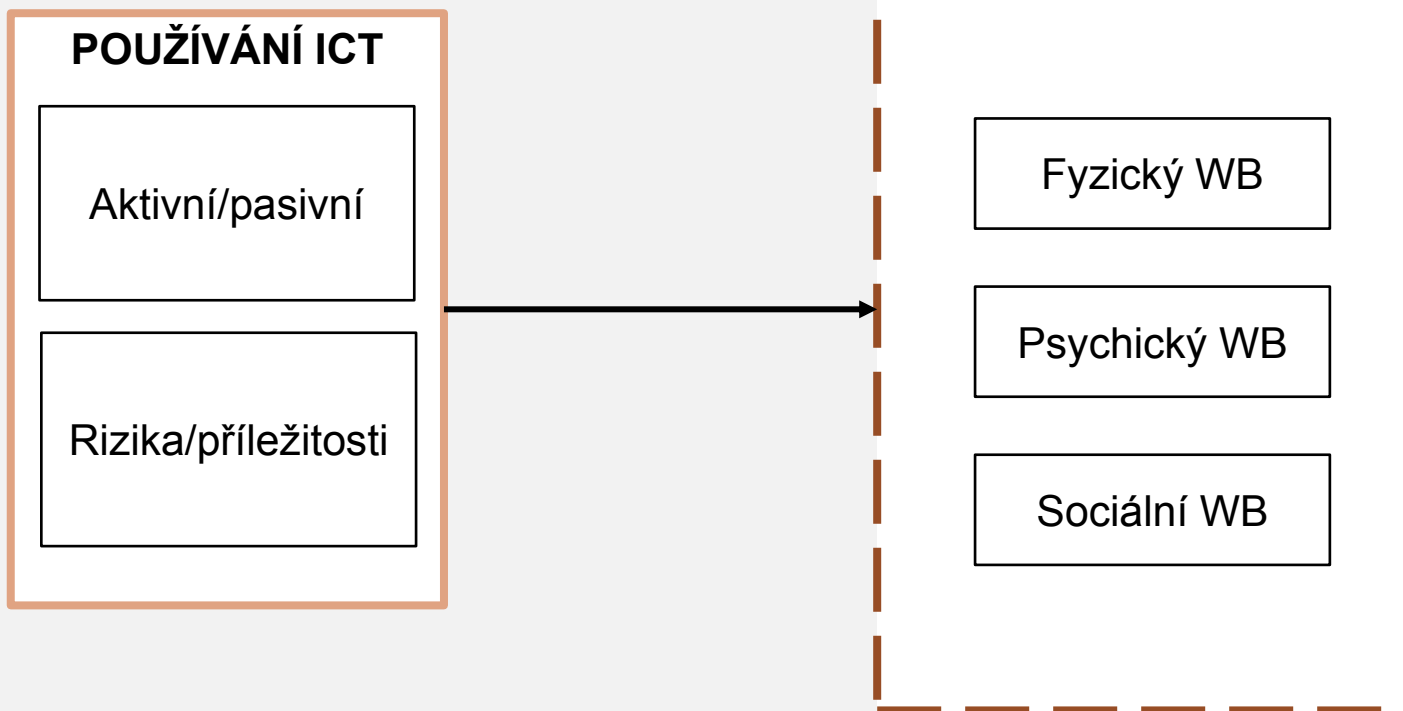 POUŽÍVÁNÍ ICT
Aktivní/pasivní
Rizika/příležitosti
Fyzický WB
Psychický WB
Sociální WB